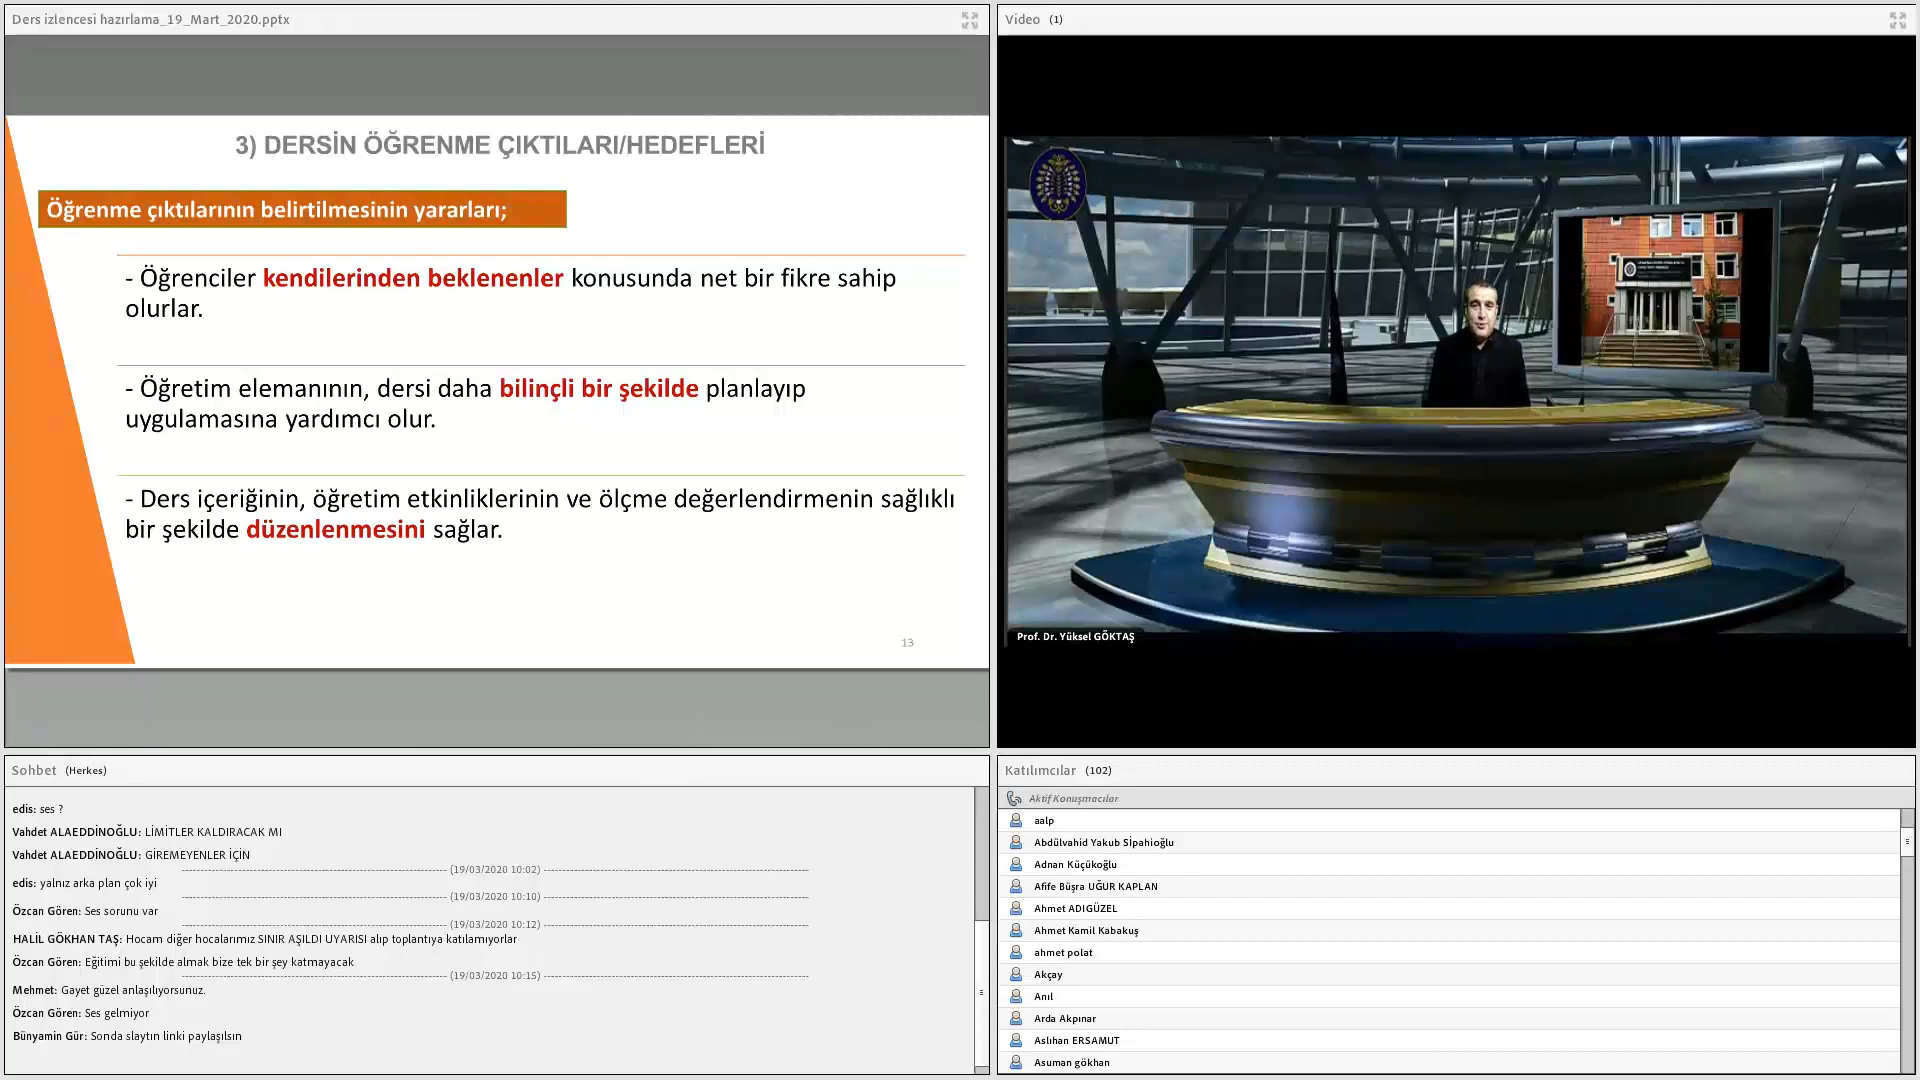 Ders izlencesi hazırlama_19_Mart_2020.pptx
3) DERSİN ÖĞRENME ÇIKTILARI/HEDEFLERİ
Öğrenme çıktılarının belirtilmesinin yararları;
- Öğrenciler kendilerinden beklenenler konusunda net bir fikre sahip
olurlar.
- Öğretim elemanının, dersi daha bilinçli bir şekilde planlayıp
uygulamasına yardımcı olur.
- Ders içeriğinin, öğretim etkinliklerinin ve ölçme değerlendirmenin sağlıklı
bir şekilde düzenlenmesini sağlar.
13
Video (1)
Prof. Dr. Yüksel GÖKTAŞ
Sohbet (Herkes)
edis: ses ?
Vahdet ALAEDDİNOĞLU: LİMİTLER KALDIRACAK MI
Vahdet ALAEDDİNOĞLU: GİREMEYENLER İÇİN
(19/03/2020 10:02)
edis: yalnız arka plan çok iyi
(19/03/2020 10:10)
Özcan Gören: Ses sorunu var
(19/03/2020 10:12)
HALİL GÖKHAN TAŞ: Hocam diğer hocalarımız SINIR AŞILDI UYARISI alıp toplantıya katılamıyorlar
Özcan Gören: Eğitimi bu şekilde almak bize tek bir şey katmayacak
(19/03/2020 10:15)
Mehmet: Gayet güzel anlaşılıyorsunuz.
Özcan Gören: Ses gelmiyor
Bünyamin Gür: Sonda slaytın linki paylaşılsın
Katılımcılar (102)
Aktif Konuşmacılar
aalp
Abdülvahid Yakub Sİpahioğlu
Adnan Küçükoğlu
Afife Büşra UĞUR KAPLAN
Ahmet ADIGÜZEL
Ahmet Kamil Kabakuş
ahmet polat
Akçay
Anıl
Arda Akpınar
Aslıhan ERSAMUT
Asuman gökhan